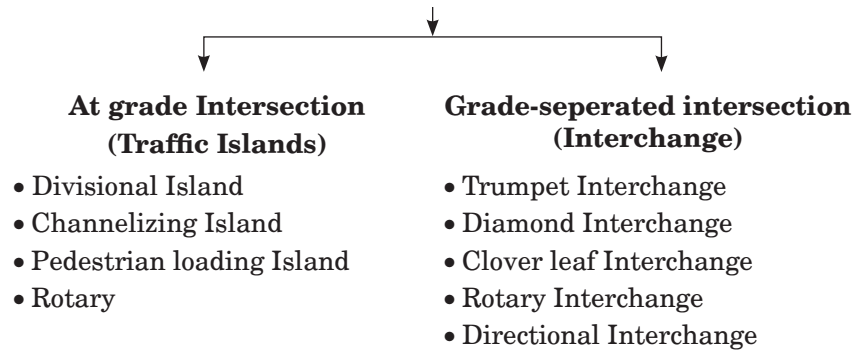 At grade Intersection
(Traffic Islands)
• Divisional Island
• Channelizing Island
• Pedestrian loading Island
• Rotary
Grade-seperated intersection
(Interchange)
• Trumpet Interchange
• Diamond Interchange
• Clover leaf Interchange
• Rotary Interchange
• Directional Interchange